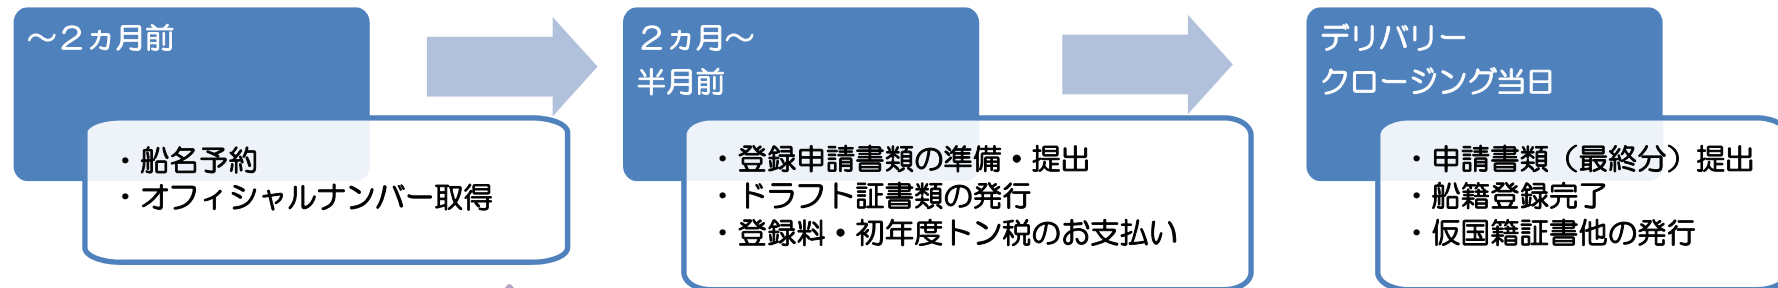 ～２ヵ月前
・船名予約
・オフィシャルナンバー取得
２ヵ月～
半月前
・登録申請書類の準備・提出
・ドラフト証書類の発行
・登録料・初年度トン税のお支払い
デリバリー
クロージング当日
・申請書類（最終分）提出
・船籍登録完了
・仮国籍証書他の発行